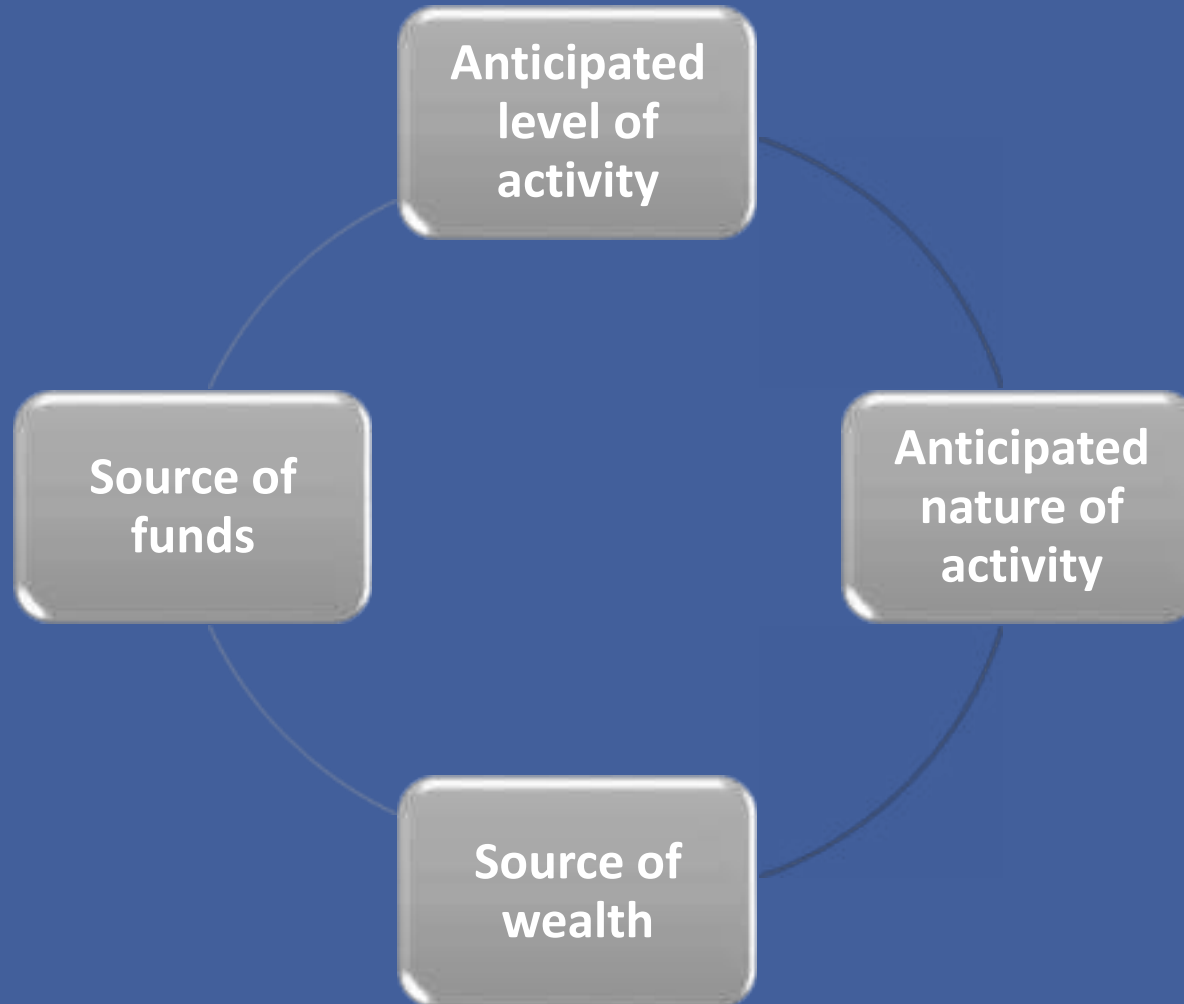 Anticipated
level of
activity
Anticipated
nature of
activity
Source of
wealth
Source of
funds